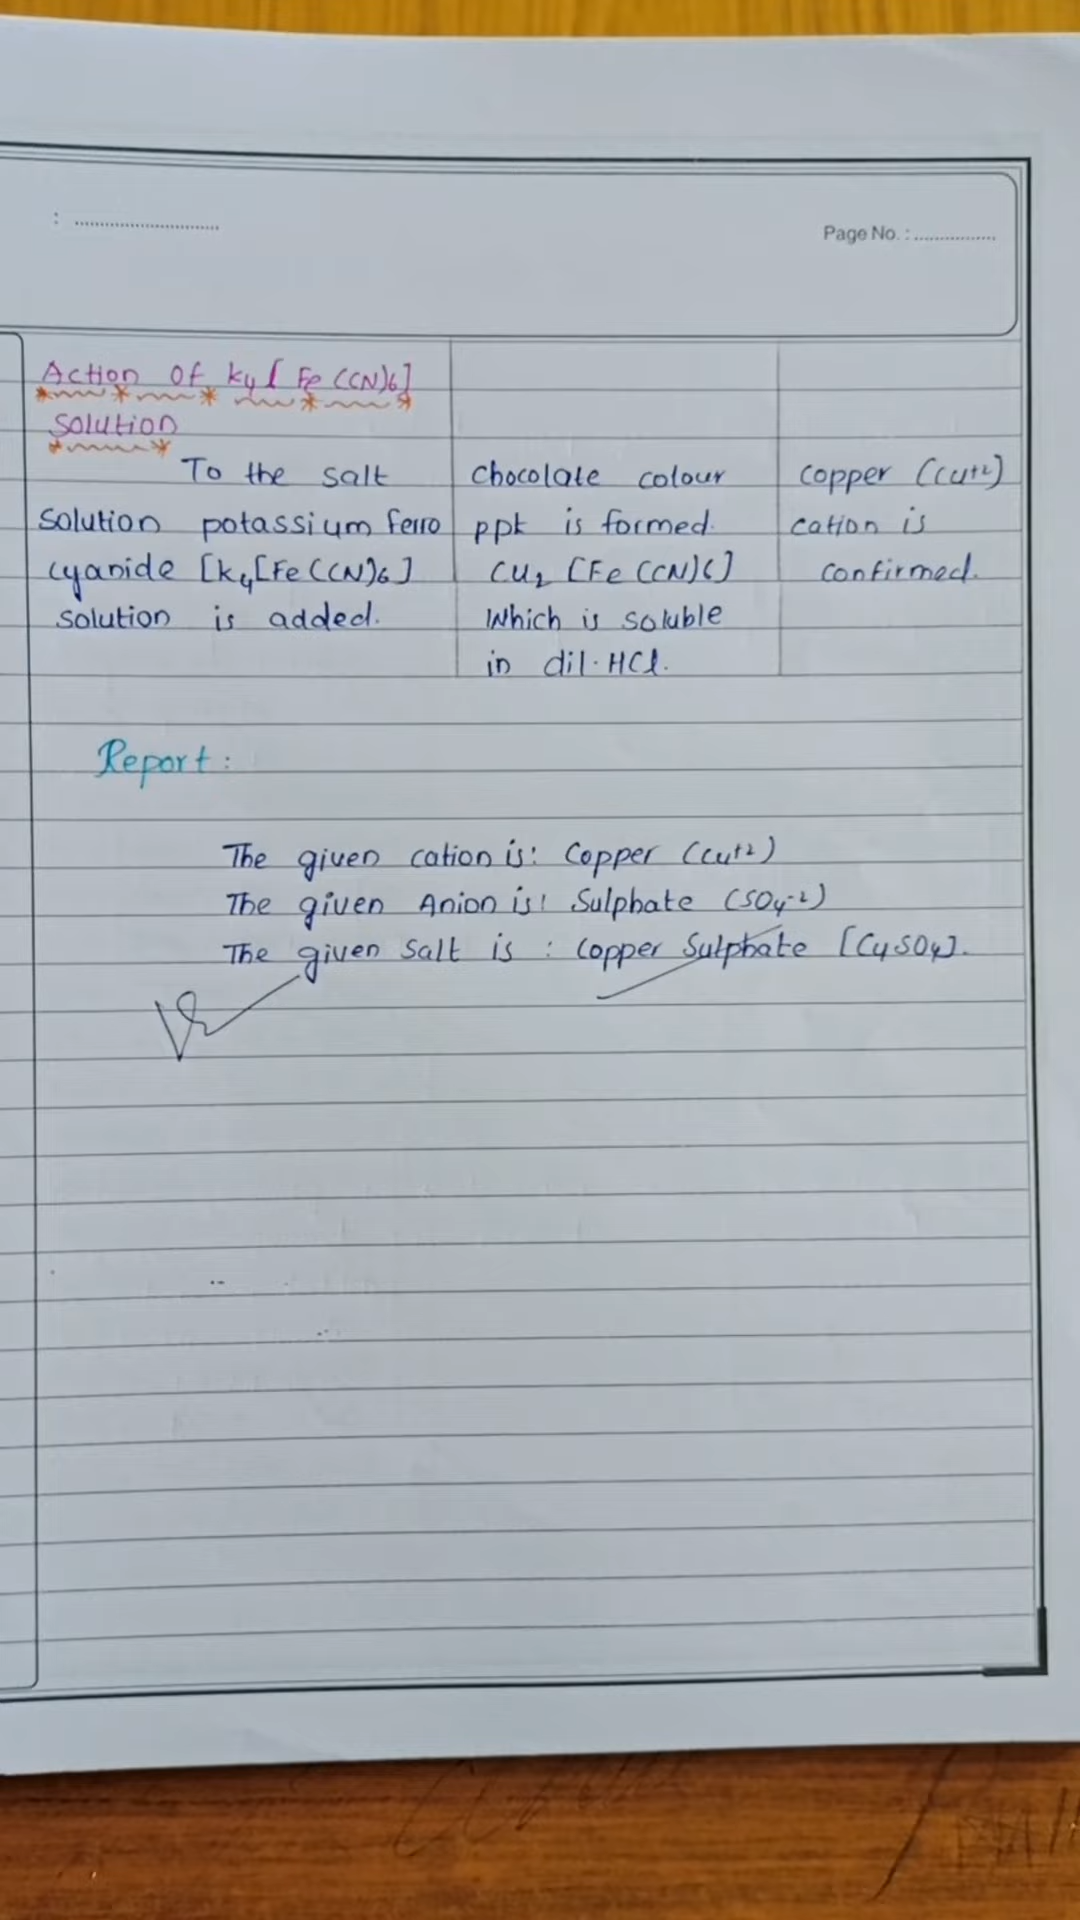 : ............................
Page No. : .................
Action of K4[Fe(CN)6]
Solution
To the salt
solution potassium ferro
cyanide [K4[Fe(CN)6]
solution is added.
Chocolate colour
ppt is formed.
Cu2 [Fe(CN)6]
Which is soluble
in dil. HCl.
Copper (Cu+2)
cation is
confirmed.
Report:
The given cation is: Copper (Cu+2)
The given Anion is: Sulphate (SO4-2)
The given Salt is : Copper Sulphate [CuSO4].